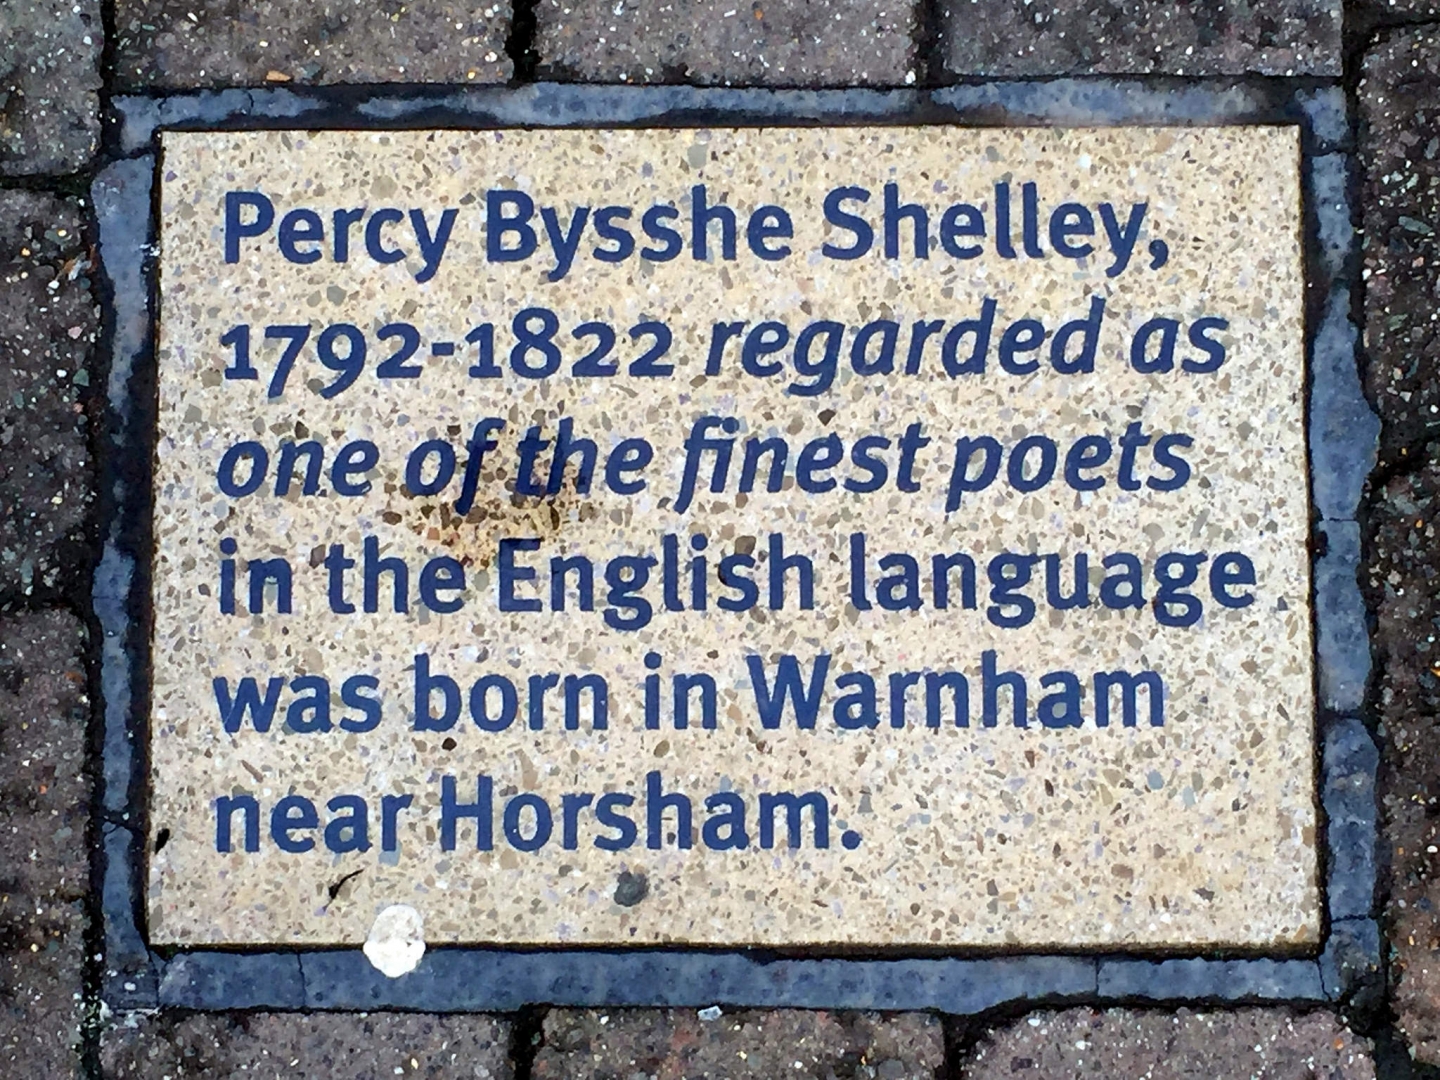 Percy Bysshe Shelley,
1792-1822 regarded as
one of the finest poets
in the English language
was born in Warnham
near Horsham.